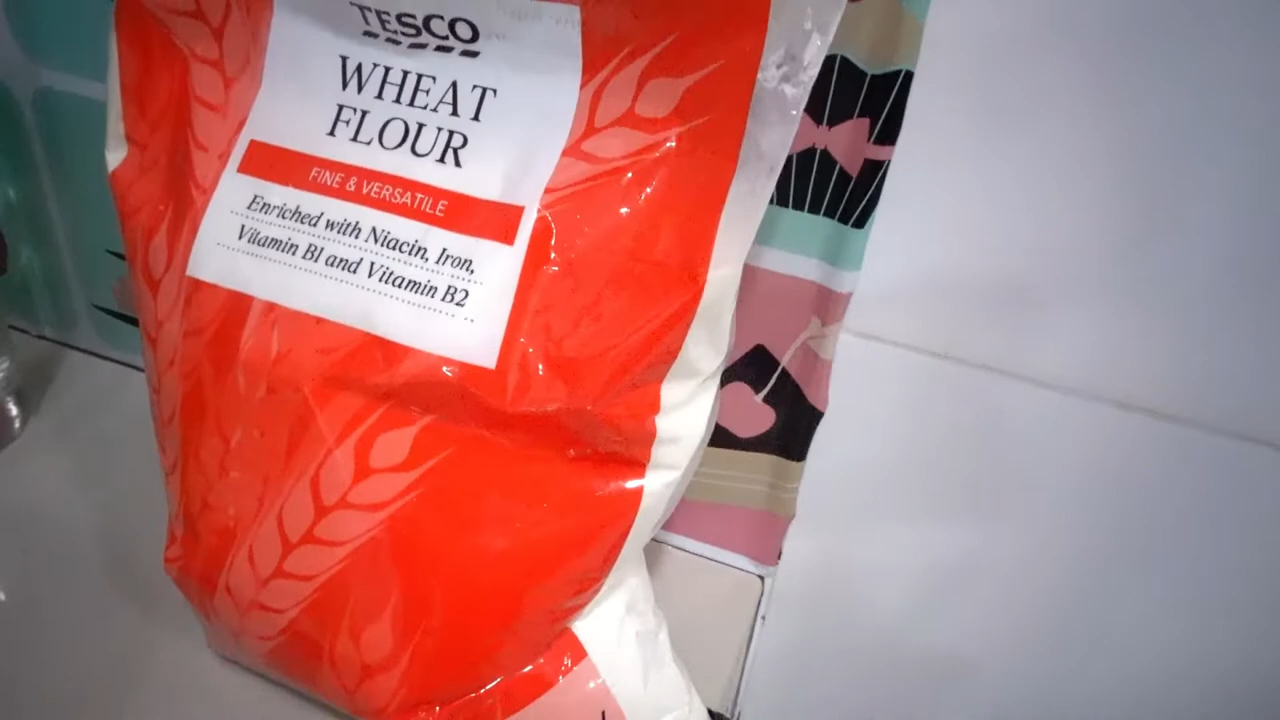 TESCO
WHEAT
FLOUR
FINE & VERSATILE
Enriched with Niacin, Iron,
Vitamin B1 and Vitamin B2